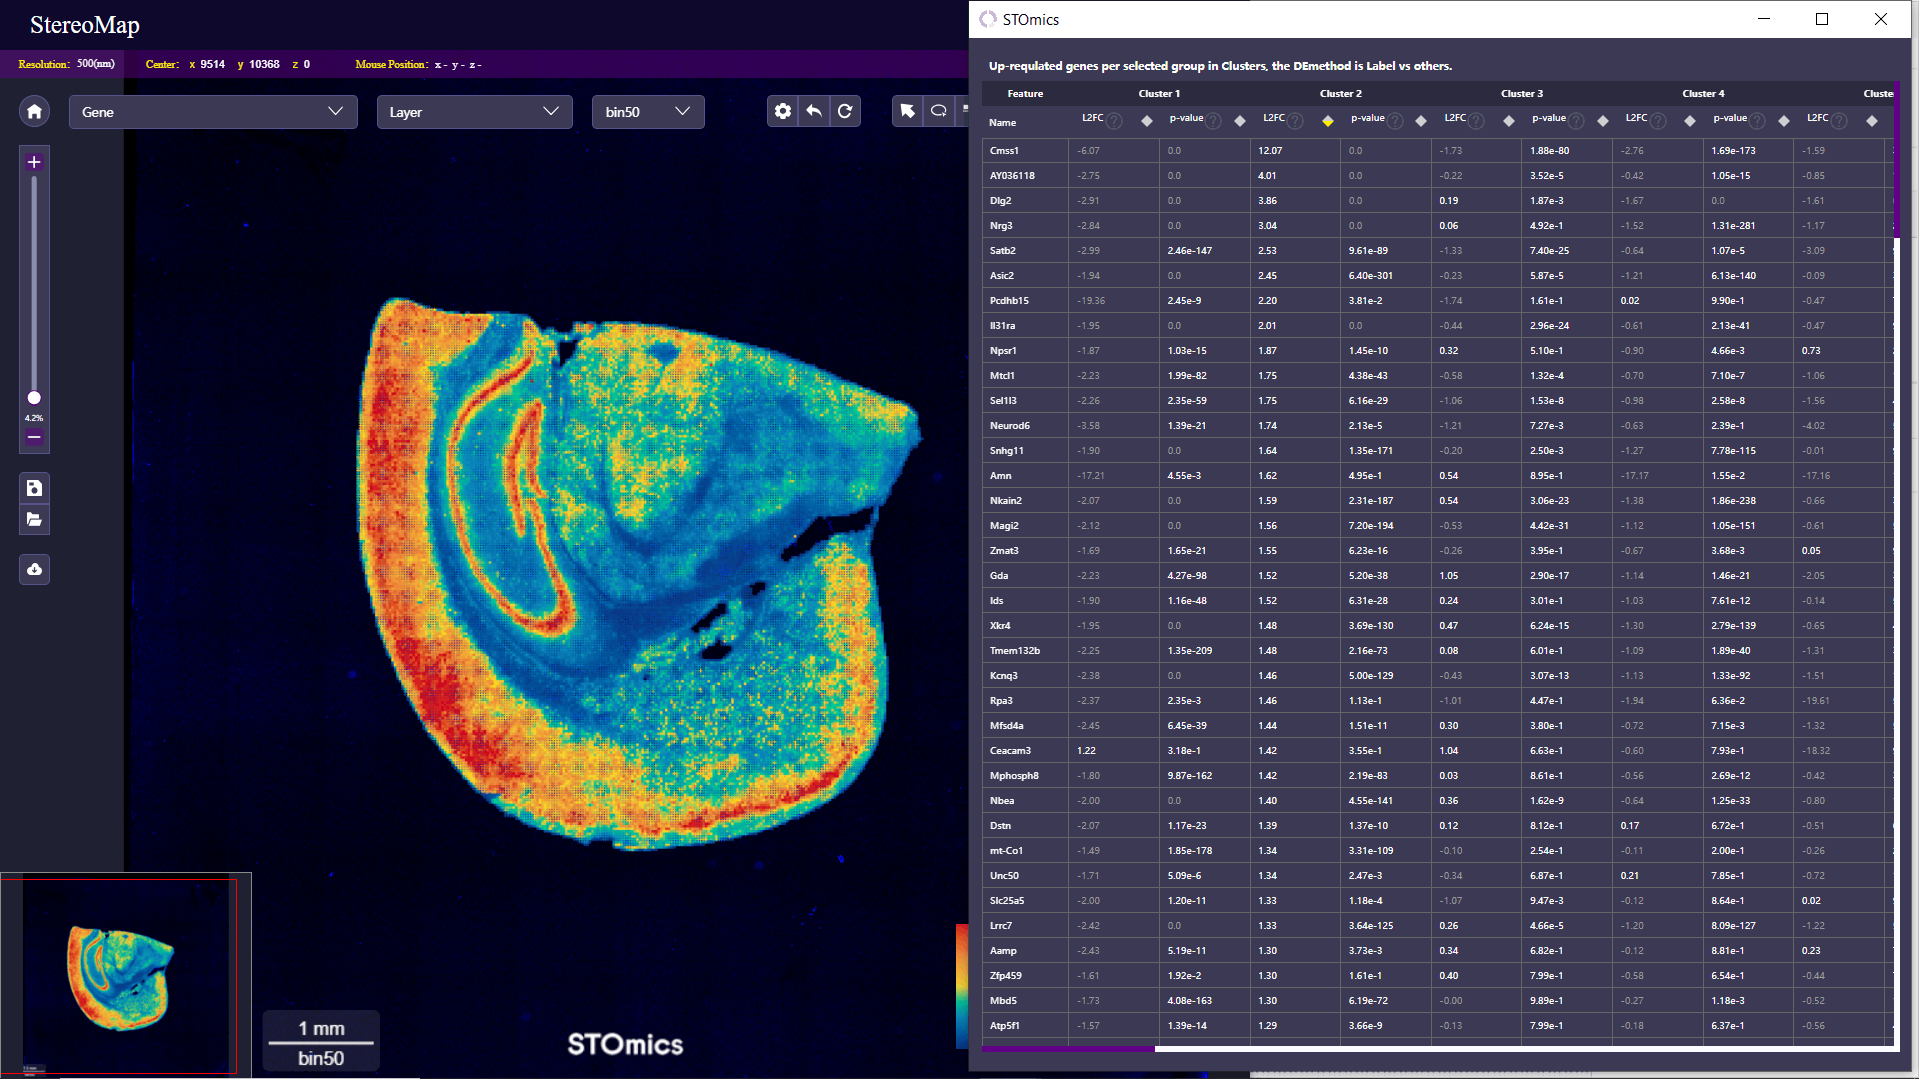 StereoMap
Resolution: 500(nm) Center: x 9514 y 10368 z 0 Mouse Position: x - y - z -
Gene Layer bin50
4.2%
1 mm
bin50
STOmics
STOmics
Up-requlated genes per selected group in Clusters, the DEmethod is Label vs others.
Feature Cluster 1 Cluster 2 Cluster 3 Cluster 4 Cluste
Name L2FC ? p-value ? L2FC ? p-value ? L2FC ? p-value ? L2FC ? p-value ? L2FC ?
Cmss1 -6.07 0.0 12.07 0.0 -1.73 1.88e-80 -2.76 1.69e-173 -1.59
AY036118 -2.75 0.0 4.01 0.0 -0.22 3.52e-5 -0.42 1.05e-15 -0.85
Dlg2 -2.91 0.0 3.86 0.0 0.19 1.87e-3 -1.67 0.0 -1.61
Nrg3 -2.84 0.0 3.04 0.0 0.06 4.92e-1 -1.52 1.31e-281 -1.17
Satb2 -2.99 2.46e-147 2.53 9.61e-89 -1.33 7.40e-25 -0.64 1.07e-5 -3.09
Asic2 -1.94 0.0 2.45 6.40e-301 -0.23 5.87e-5 -1.21 6.13e-140 -0.09
Pcdhb15 -19.36 2.45e-9 2.20 3.81e-2 -1.74 1.61e-1 0.02 9.90e-1 -0.47
Il31ra -1.95 0.0 2.01 0.0 -0.44 2.96e-24 -0.61 2.13e-41 -0.47
Npsr1 -1.87 1.03e-15 1.87 1.45e-10 0.32 5.10e-1 -0.90 4.66e-3 0.73
Mtcl1 -2.23 1.99e-82 1.75 4.38e-43 -0.58 1.32e-4 -0.70 7.10e-7 -1.06
Sel1l3 -2.26 2.35e-59 1.75 6.16e-29 -1.06 1.53e-8 -0.98 2.58e-8 -1.56
Neurod6 -3.58 1.39e-21 1.74 2.13e-5 -1.21 7.27e-3 -0.63 2.39e-1 -4.02
Snhg11 -1.90 0.0 1.64 1.35e-171 -0.20 2.50e-3 -1.27 7.78e-115 -0.01
Amn -17.21 4.55e-3 1.62 4.95e-1 0.54 8.95e-1 -17.17 1.55e-2 -17.16
Nkain2 -2.07 0.0 1.59 2.31e-187 0.54 3.06e-23 -1.38 1.86e-238 -0.66
Magi2 -2.12 0.0 1.56 7.20e-194 -0.53 4.42e-31 -1.12 1.05e-151 -0.61
Zmat3 -1.69 1.65e-21 1.55 6.23e-16 -0.26 3.95e-1 -0.67 3.68e-3 0.05
Gda -2.23 4.27e-98 1.52 5.20e-38 1.05 2.90e-17 -1.14 1.46e-21 -2.05
Ids -1.90 1.16e-48 1.52 6.31e-28 0.24 3.01e-1 -1.03 7.61e-12 -0.14
Xkr4 -1.95 0.0 1.48 3.69e-130 0.47 6.24e-15 -1.30 2.79e-139 -0.65
Tmem132b -2.25 1.35e-209 1.48 2.16e-73 0.08 6.01e-1 -1.09 1.89e-40 -1.31
Kcnq3 -2.38 0.0 1.46 5.00e-129 -0.43 3.07e-13 -1.13 1.33e-92 -1.51
Rpa3 -2.37 2.35e-3 1.46 1.13e-1 -1.01 4.47e-1 -1.94 6.36e-2 -19.61
Mfsd4a -2.45 6.45e-39 1.44 1.51e-11 0.30 3.80e-1 -0.72 7.15e-3 -1.32
Ceacam3 1.22 3.18e-1 1.42 3.55e-1 1.04 6.63e-1 -0.60 7.93e-1 -18.32
Mphosph8 -1.80 9.87e-162 1.42 2.19e-83 0.03 8.61e-1 -0.56 2.69e-12 -0.42
Nbea -2.00 0.0 1.40 4.55e-141 0.36 1.62e-9 -0.64 1.25e-33 -0.80
Dstn -2.07 1.17e-23 1.39 1.37e-10 0.12 8.12e-1 0.17 6.72e-1 -0.51
mt-Co1 -1.49 1.85e-178 1.34 3.31e-109 -0.10 2.54e-1 -0.11 2.00e-1 -0.26
Unc50 -1.71 5.09e-6 1.34 2.47e-3 -0.34 6.87e-1 0.21 7.85e-1 -0.72
Slc25a5 -2.00 1.20e-11 1.33 1.18e-4 -1.07 9.47e-3 -0.12 8.64e-1 0.02
Lrrc7 -2.42 0.0 1.33 3.64e-125 0.26 4.66e-5 -1.20 8.09e-127 -1.22
Aamp -2.43 5.19e-11 1.30 3.73e-3 0.34 6.82e-1 -0.12 8.81e-1 0.23
Zfp459 -1.61 1.92e-2 1.30 1.61e-1 0.40 7.99e-1 -0.58 6.54e-1 -0.44
Mbd5 -1.73 4.08e-163 1.30 6.19e-72 -0.00 9.89e-1 -0.27 1.18e-3 -0.52
Atp5f1 -1.57 1.39e-14 1.29 3.66e-9 -0.13 7.99e-1 -0.18 6.37e-1 -0.56